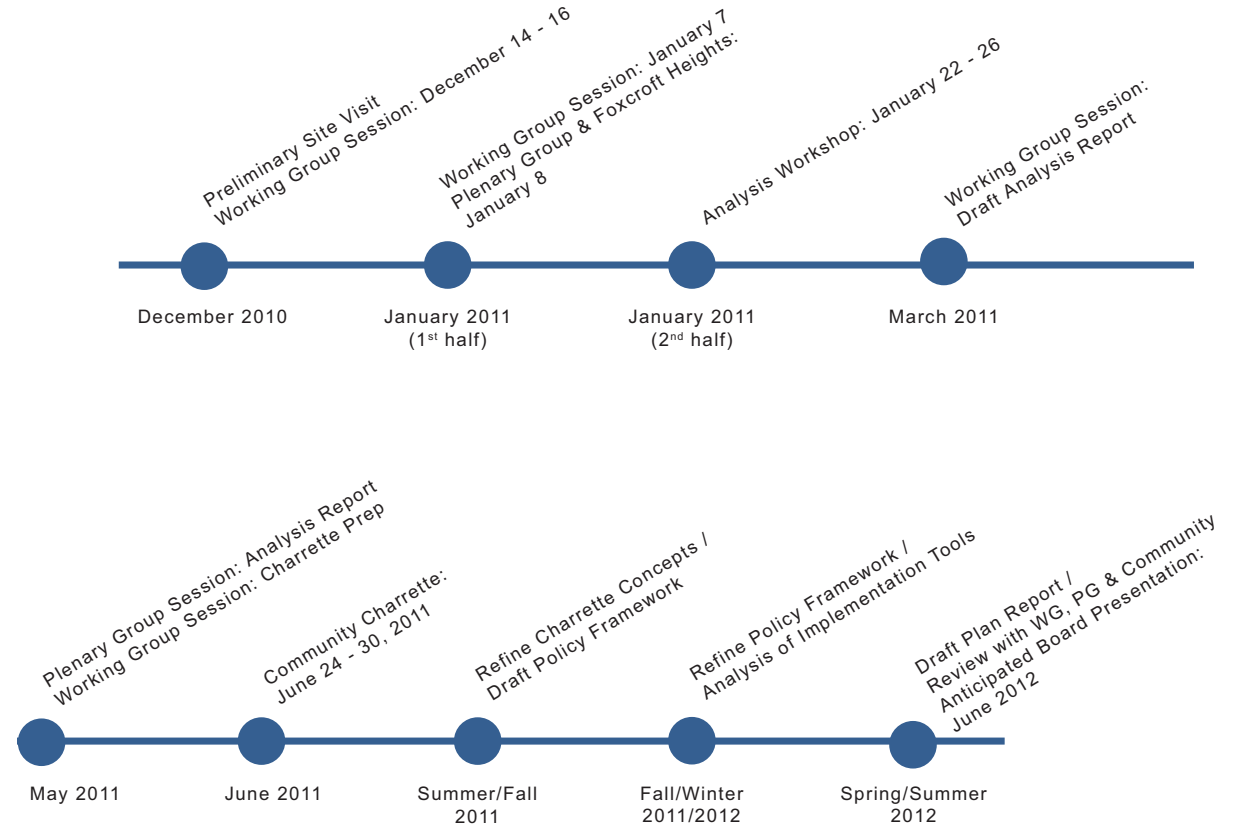 Preliminary Site Visit
Working Group Session: December 14 - 16
Working Group Session: January 7
Plenary Group & Foxcroft Heights:
January 8
Analysis Workshop: January 22 - 26
Working Group Session:
Draft Analysis Report
December 2010
January 2011
(1st half)
January 2011
(2nd half)
March 2011
Plenary Group Session: Analysis Report
Working Group Session: Charrette Prep
Community Charrette:
June 24 - 30, 2011
Refine Charrette Concepts /
Draft Policy Framework
Refine Policy Framework /
Analysis of Implementation Tools
Draft Plan Report /
Review with WG, PG & Community
Anticipated Board Presentation:
June 2012
May 2011
June 2011
Summer/Fall
2011
Fall/Winter
2011/2012
Spring/Summer
2012